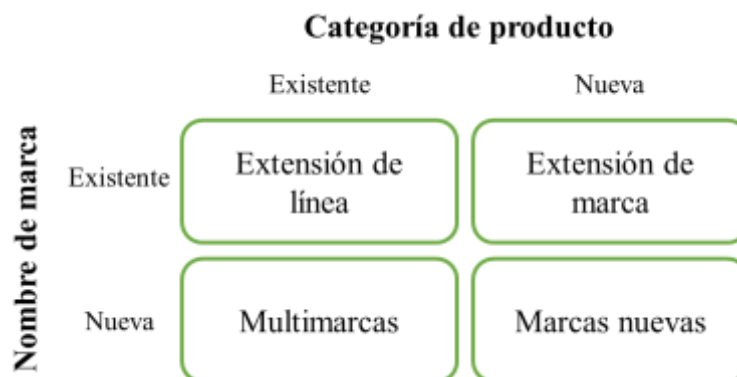 Categoría de producto
Existente
Nueva
Nombre de marca
Existente
Extensión de
línea
Extensión de
marca
Nueva
Multimarcas
Marcas nuevas